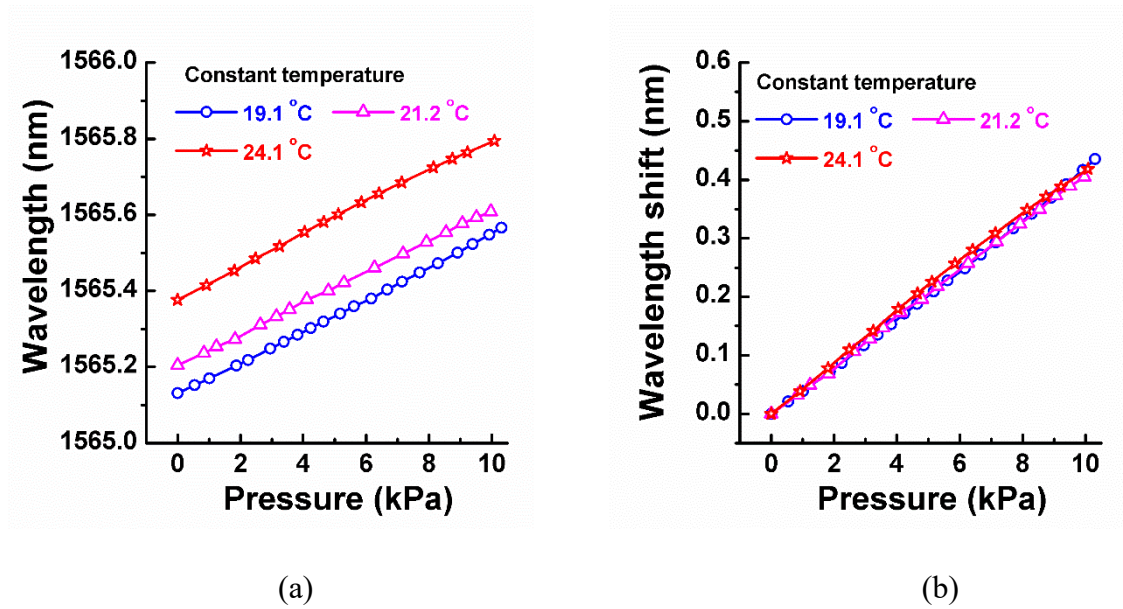 Wavelength (nm)
1566.0
1565.8
1565.6
1565.4
1565.2
1565.0
Constant temperature
19.1 °C
21.2 °C
24.1 °C
0 2 4 6 8 10
Pressure (kPa)
(a)
Wavelength shift (nm)
0.6
0.5
0.4
0.3
0.2
0.1
0.0
Constant temperature
19.1 °C
21.2 °C
24.1 °C
0 2 4 6 8 10
Pressure (kPa)
(b)